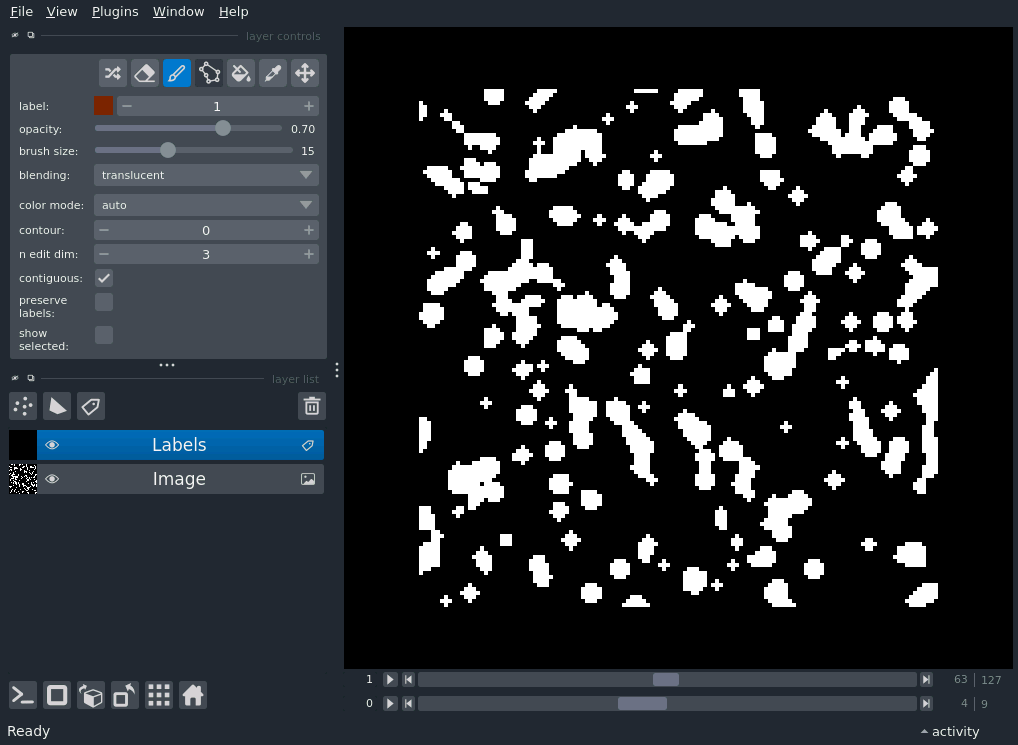 File View Plugins Window Help
layer controls
label: 1
opacity: 0.70
brush size: 15
blending: translucent
color mode: auto
contour: 0
n edit dim: 3
contiguous:
preserve
labels:
show
selected:
layer list
Labels
Image
1 63 127
0 4 9
Ready activity